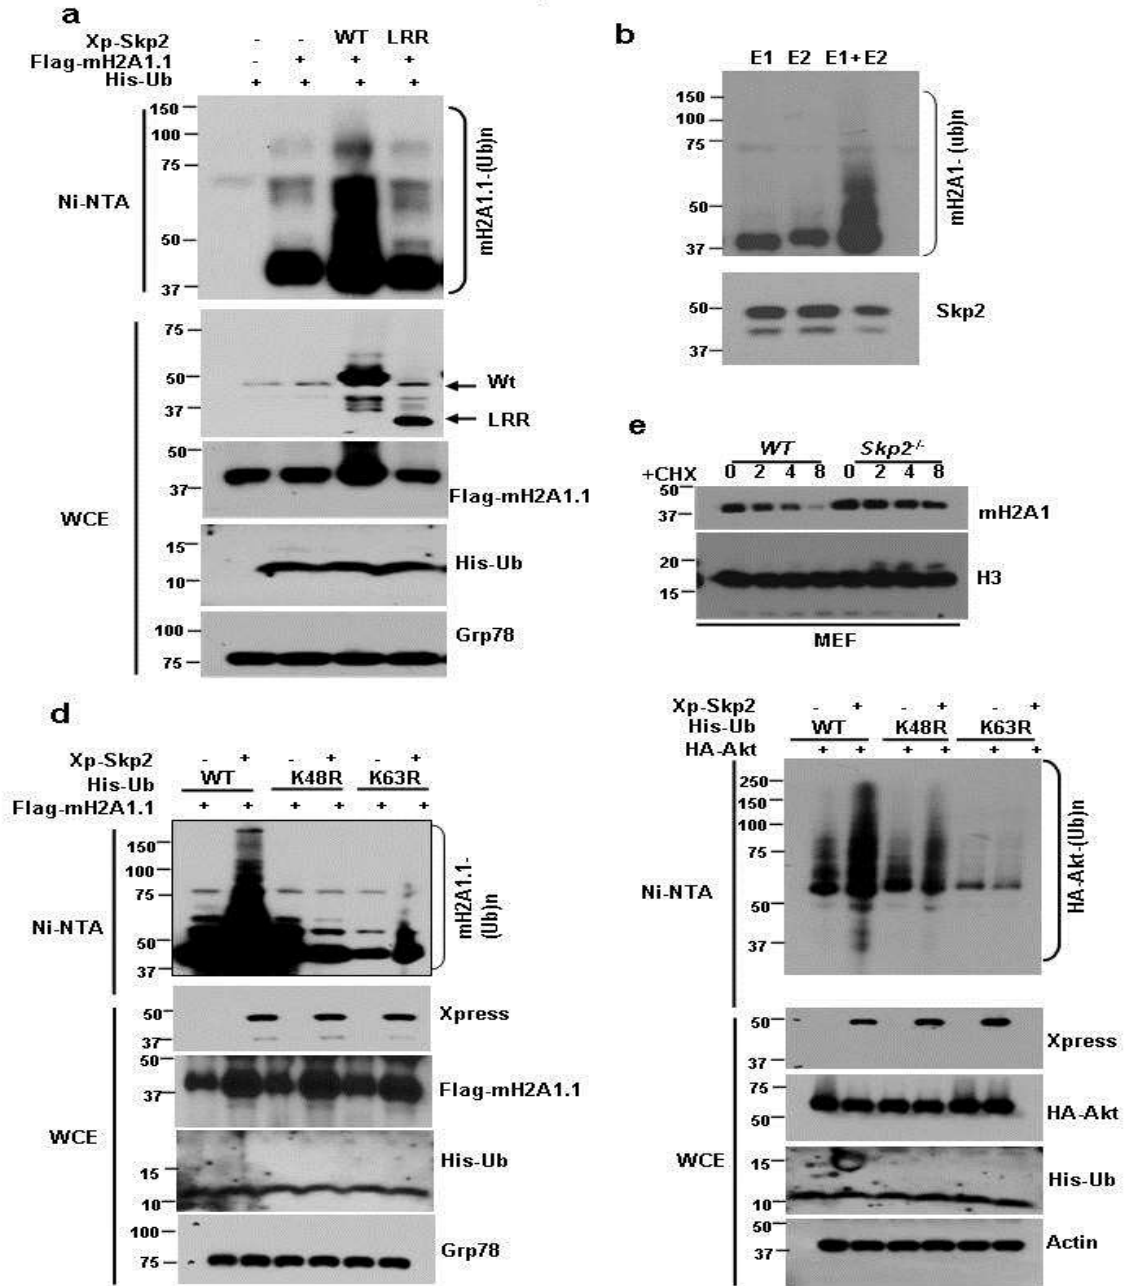 a
Xp-Skp2 - - WT LRR
Flag-mH2A1.1 - + + +
His-Ub + + + +
150
100
75
50
37
Ni-NTA
mH2A1.1-(Ub)n
75
50
37
Wt
LRR
50
37
Flag-mH2A1.1
WCE
15
10
His-Ub
100
75
Grp78
b
E1 E2 E1+E2
150
100
75
50
37
mH2A1-(ub)n
50
37
Skp2
e
WT Skp2-/-
+CHX 0 2 4 8 0 2 4 8
50
37
mH2A1
20
15
H3
MEF
d
Xp-Skp2 - + - + - +
His-Ub WT K48R K63R
Flag-mH2A1.1 + + + + + +
150
100
75
50
37
Ni-NTA
mH2A1.1-
(Ub)n
50
37
Xpress
50
37
Flag-mH2A1.1
WCE
15
10
His-Ub
100
75
Grp78
Xp-Skp2 - + - + - +
His-Ub WT K48R K63R
HA-Akt + + + + + +
250
150
100
75
50
37
Ni-NTA
HA-Akt-(Ub)n
50
37
Xpress
75
50
HA-Akt
WCE
15
10
His-Ub
50
37
Actin